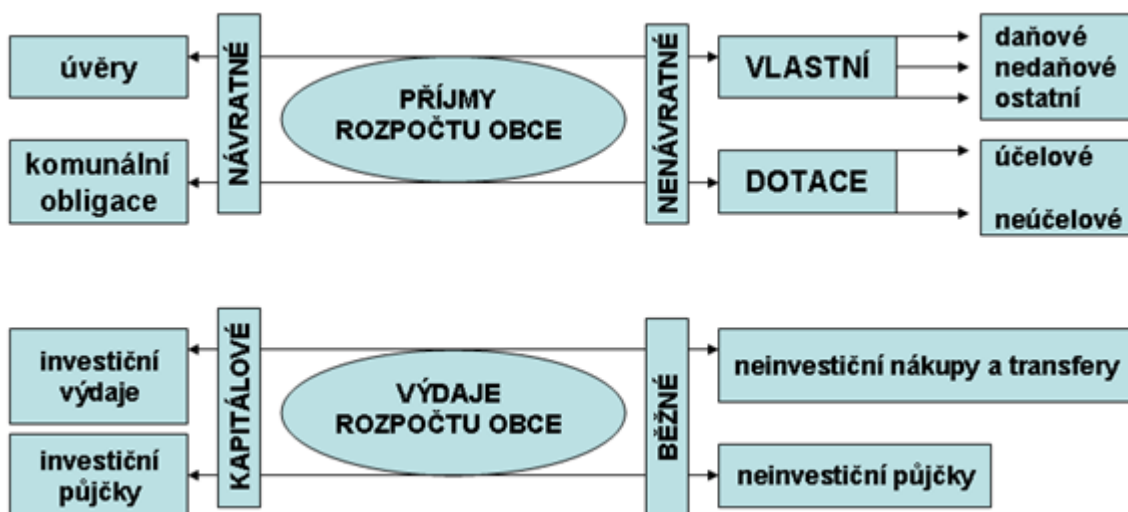 úvěry
komunální
obligace
NÁVRATNÉ
PŘÍJMY
ROZPOČTU OBCE
NENÁVRATNÉ
VLASTNÍ
daňové
nedaňové
ostatní
DOTACE
účelové
neúčelové
investiční
výdaje
investiční
půjčky
KAPITÁLOVÉ
VÝDAJE
ROZPOČTU OBCE
BĚŽNÉ
neinvestiční nákupy a transfery
neinvestiční půjčky